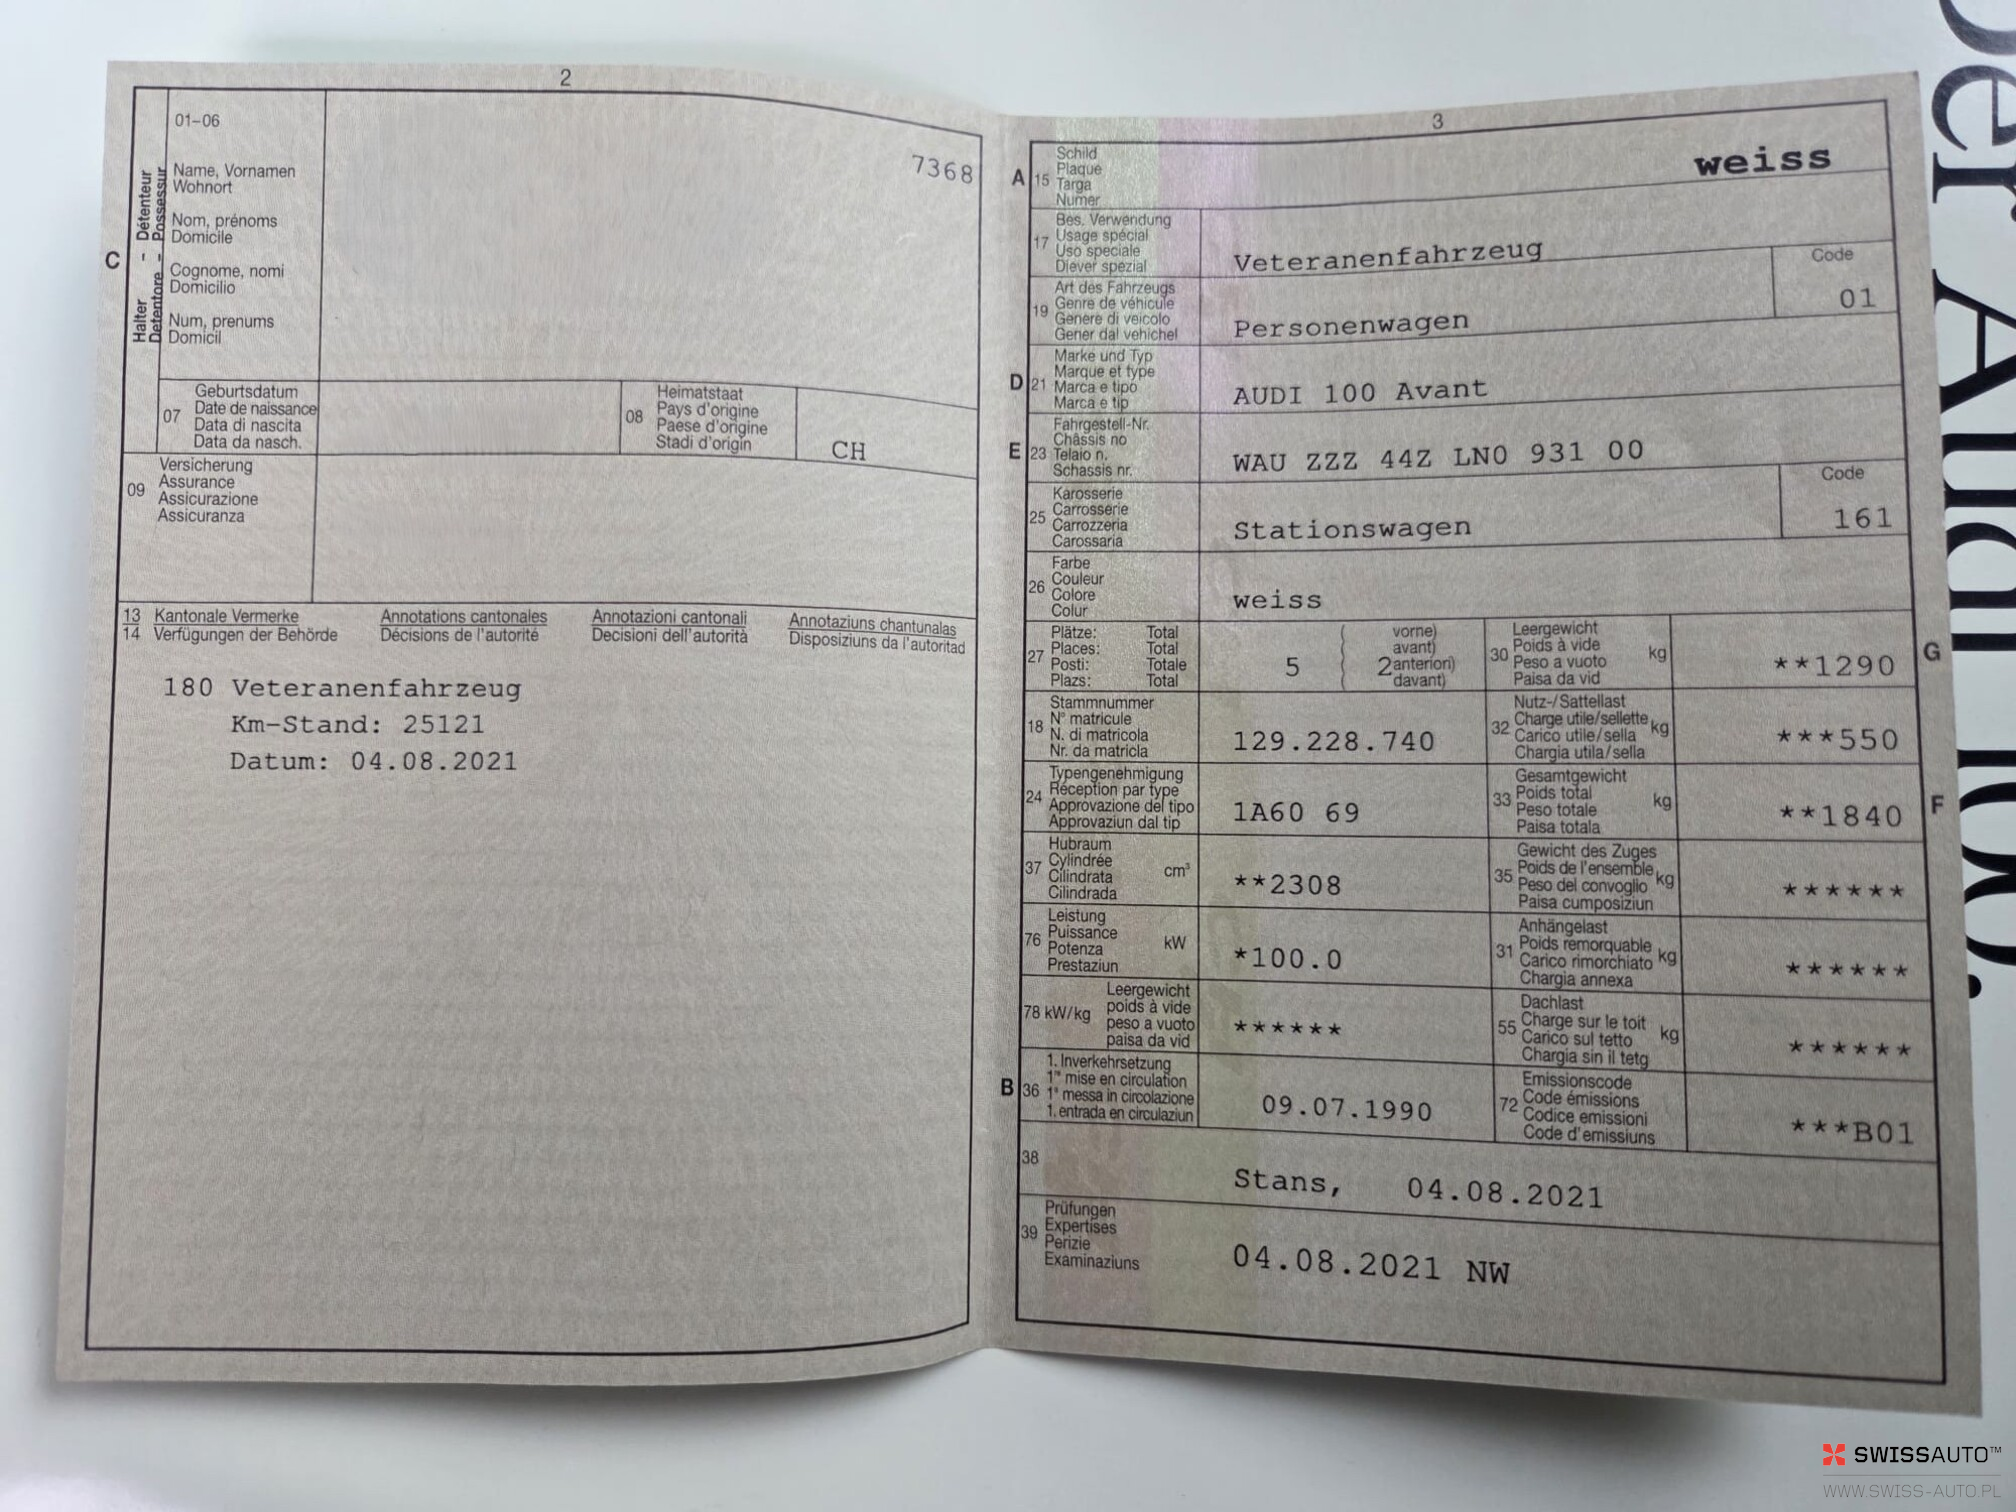 2
01-06
7368
C
Halter - Détenteur
Detentore - Possessur
Name, Vornamen
Wohnort
Nom, prénoms
Domicile
Cognome, nomi
Domicilio
Num, prenums
Domicil
07
Geburtsdatum
Date de naissance
Data di nascita
Data da nasch.
08
Heimatstaat
Pays d'origine
Paese d'origine
Stadi d'origin
CH
09
Versicherung
Assurance
Assicurazione
Assicuranza
13 Kantonale Vermerke Annotations cantonales Annotazioni cantonali Annotaziuns chantunalas
14 Verfügungen der Behörde Décisions de l'autorité Decisioni dell'autorità Disposiziuns da l'autoritad
180 Veteranenfahrzeug
Km-Stand: 25121
Datum: 04.08.2021
3
A
15
Schild
Plaque
Targa
Numer
weiss
17
Bes. Verwendung
Usage spécial
Uso speciale
Diever spezial
Veteranenfahrzeug
19
Art des Fahrzeugs
Genre de véhicule
Genere di veicolo
Gener dal vehichel
Personenwagen
Code
01
D
21
Marke und Typ
Marque et type
Marca e tipo
Marca e tip
AUDI 100 Avant
E
23
Fahrgestell-Nr.
Châssis no
Telaio n.
Schassis nr.
WAU ZZZ 44Z LN0 931 00
25
Karosserie
Carrosserie
Carrozzeria
Carossaria
Stationswagen
Code
161
26
Farbe
Couleur
Colore
Colur
weiss
27
Plätze: Total
Places: Total
Posti: Totale
Plazs: Total
5
2
vorne)
avant)
anteriori)
davant)
30
Leergewicht
Poids à vide
Peso a vuoto
Paisa da vid
kg
**1290
G
18
Stammnummer
N° matricule
N. di matricola
Nr. da matricla
129.228.740
32
Nutz-/Sattellast
Charge utile/sellette
Carico utile/sella
Chargia utila/sella
kg
***550
24
Typengenehmigung
Réception par type
Approvazione del tipo
Approvaziun dal tip
1A60 69
33
Gesamtgewicht
Poids total
Peso totale
Paisa totala
kg
**1840
F
37
Hubraum
Cylindrée
Cilindrata
Cilindrada
cm³
**2308
35
Gewicht des Zuges
Poids de l'ensemble
Peso del convoglio
Paisa cumposiziun
kg
******
76
Leistung
Puissance
Potenza
Prestaziun
kW
*100.0
31
Anhängelast
Poids remorquable
Carico rimorchiato
Chargia annexa
kg
******
78 kW/kg
Leergewicht
poids à vide
peso a vuoto
paisa da vid
******
55
Dachlast
Charge sur le toit
Carico sul tetto
Chargia sin il tetg
kg
******
B
36
1. Inverkehrsetzung
1re mise en circulation
1a messa in circolazione
1. entrada en circulaziun
09.07.1990
72
Emissionscode
Code émissions
Codice emissioni
Code d'emissiuns
***B01
38
Stans, 04.08.2021
39
Prüfungen
Expertises
Perizie
Examinaziuns
04.08.2021 NW
SWISSAUTO™
WWW.SWISS-AUTO.PL